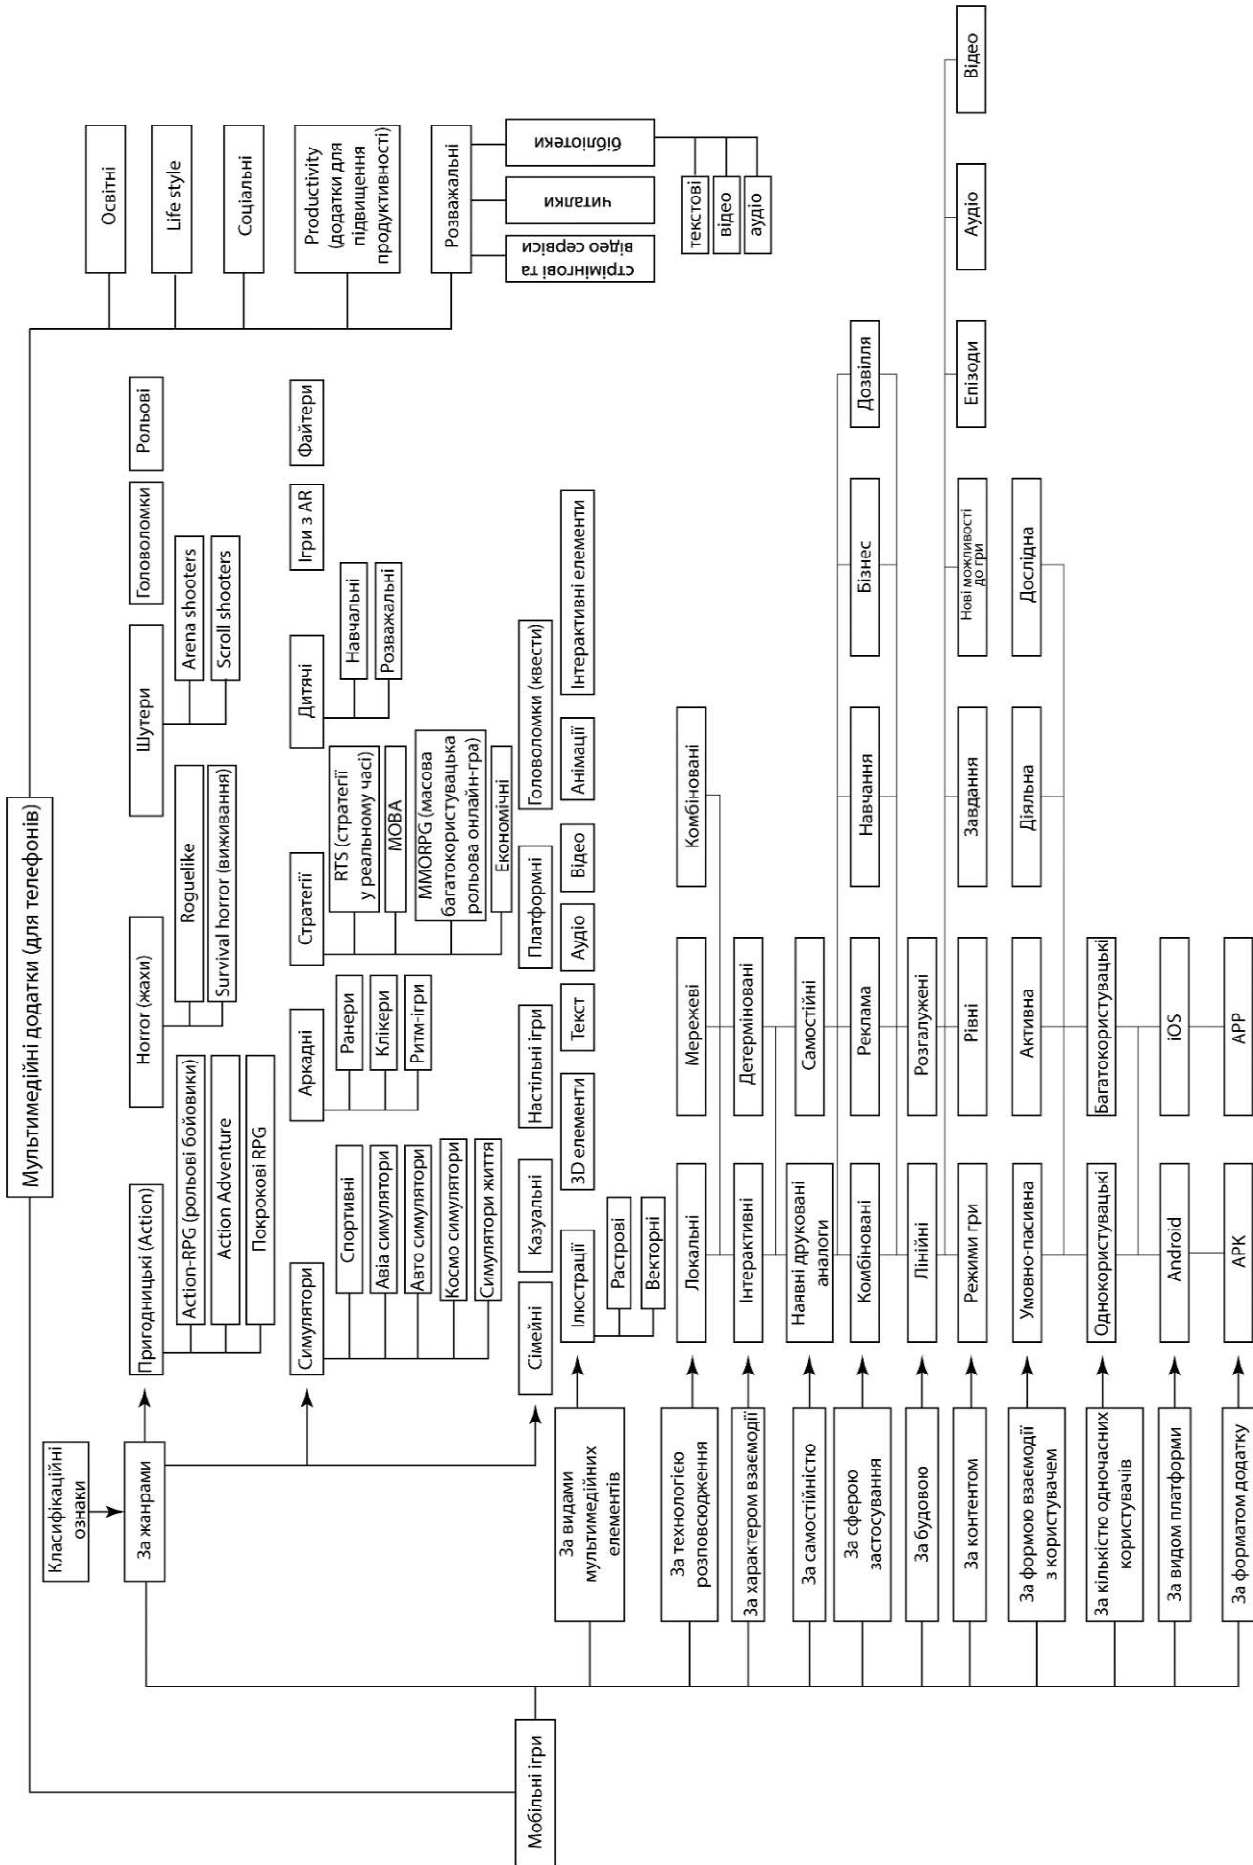 Мультимедійні додатки (для телефонів)
Класифікаційні
ознаки
За жанрами
Пригодницькі (Action)
Action-RPG (рольові бойовики)
Action Adventure
Покрокові RPG
Horror (жахи)
Roguelike
Survival horror (виживання)
Шутери
Arena shooters
Scroll shooters
Головоломки
Рольові
Симулятори
Спортивні
Авіа симулятори
Авто симулятори
Космо симулятори
Симулятори життя
Аркадні
Ранери
Клікери
Ритм-ігри
Стратегії
RTS (стратегії
у реальному часі)
MOBA
MMORPG (масова
багатокористувацька
рольова онлайн-гра)
Економічні
Дитячі
Навчальні
Розважальні
Ігри з AR
Файтери
Сімейні
Казуальні
Настільні ігри
Платформні
Головоломки (квести)
Освітні
Life style
Соціальні
Productivity
(додатки для
підвищення
продуктивності)
Розважальні
стрімінгові та
відео сервіси
читалки
бібліотеки
текстові
відео
аудіо
Мобільні ігри
За видами
мультимедійних
елементів
Ілюстрації
Растрові
Векторні
3D елементи
Текст
Аудіо
Відео
Анімації
Інтерактивні елементи
За технологією
розповсюдження
Локальні
Мережеві
Комбіновані
За характером взаємодії
Інтерактивні
Детерміновані
За самостійністю
Наявні друковані
аналоги
Самостійні
За сферою
застосування
Комбіновані
Реклама
Навчання
Бізнес
Дозвілля
За будовою
Лінійні
Розгалужені
За контентом
Режими гри
Рівні
Завдання
Нові можливості
до гри
Епізоди
Аудіо
Відео
За формою взаємодії
з користувачем
Умовно-пасивна
Активна
Діяльна
Дослідна
За кількістю одночасних
користувачів
Однокористувацькі
Багатокористувацькі
За видом платформи
Android
iOS
За форматом додатку
APK
APP